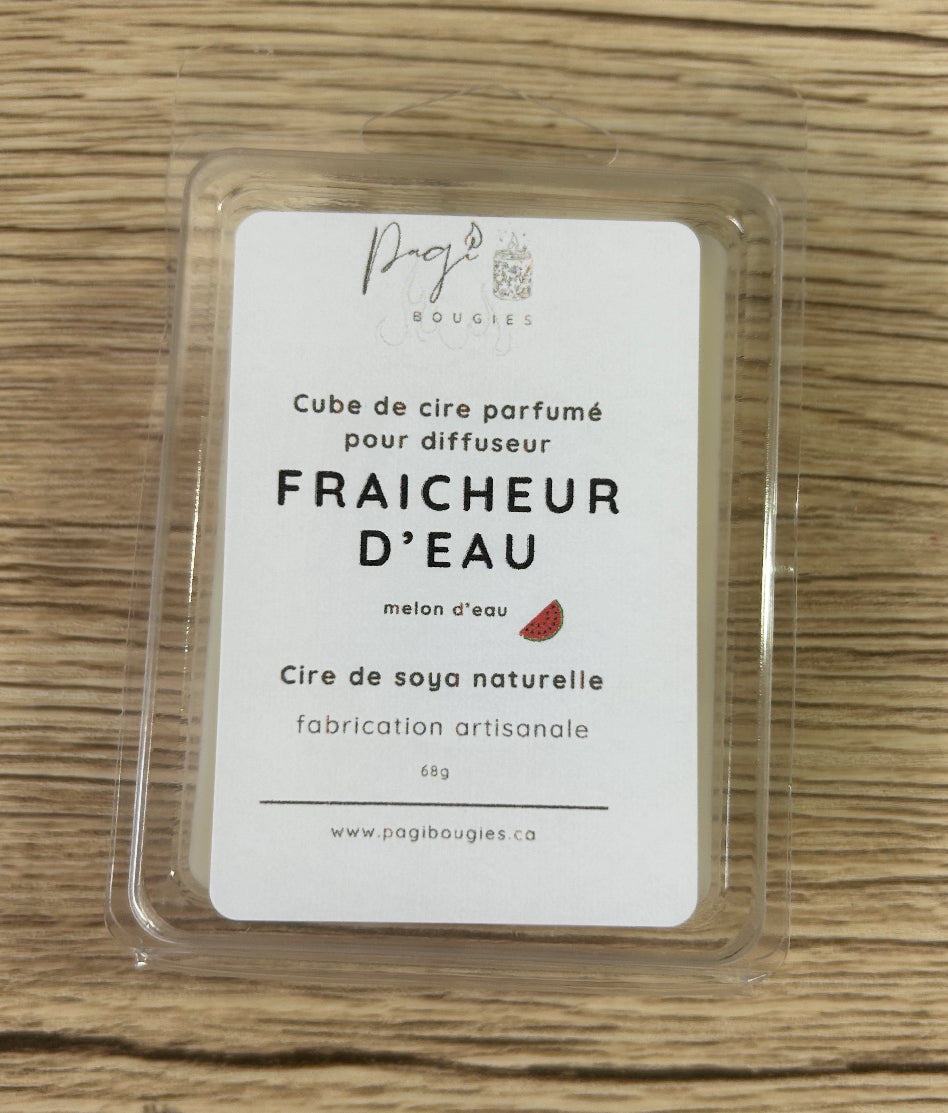 Pagi
BOUGIES
Cube de cire parfumé
pour diffuseur
FRAICHEUR
D'EAU
melon d'eau
Cire de soya naturelle
fabrication artisanale
68g
www.pagibougies.ca